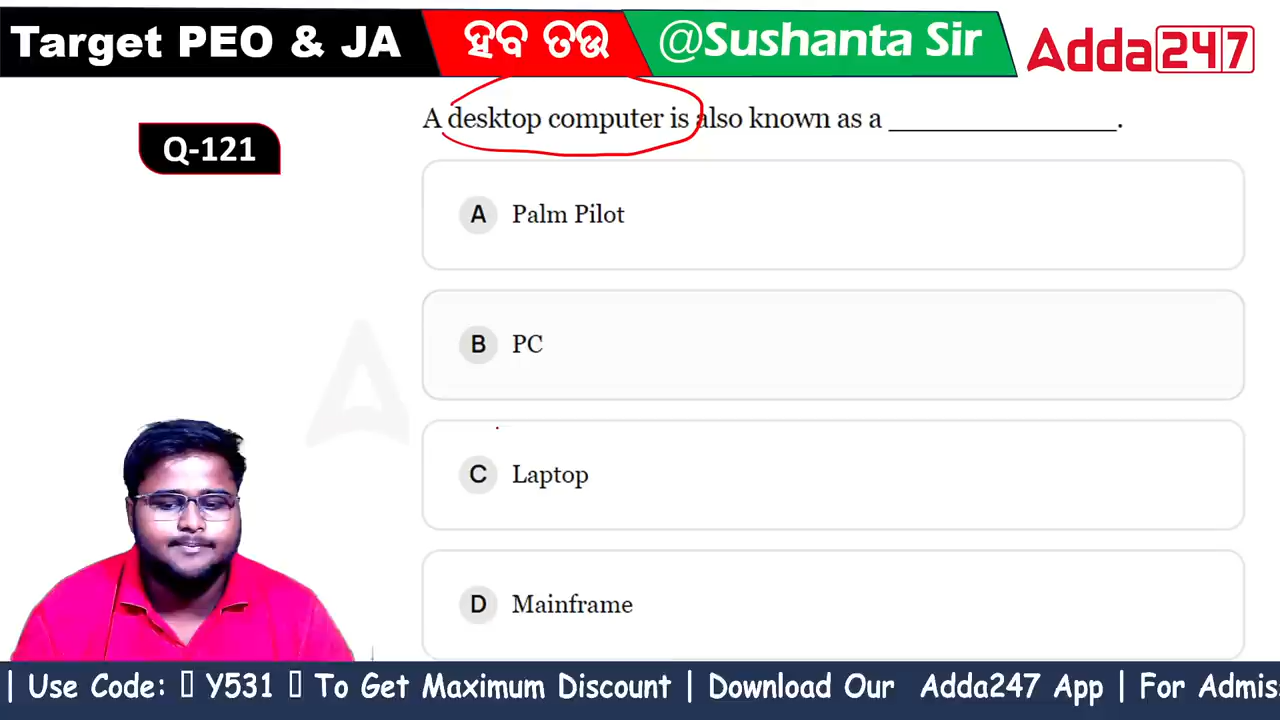 Target PEO & JA
ହବ ତଉ
@Sushanta Sir
Adda247
Q-121
A desktop computer is also known as a ________________.
A Palm Pilot
B PC
C Laptop
D Mainframe
| Use Code: Y531 To Get Maximum Discount | Download Our Adda247 App | For Admis